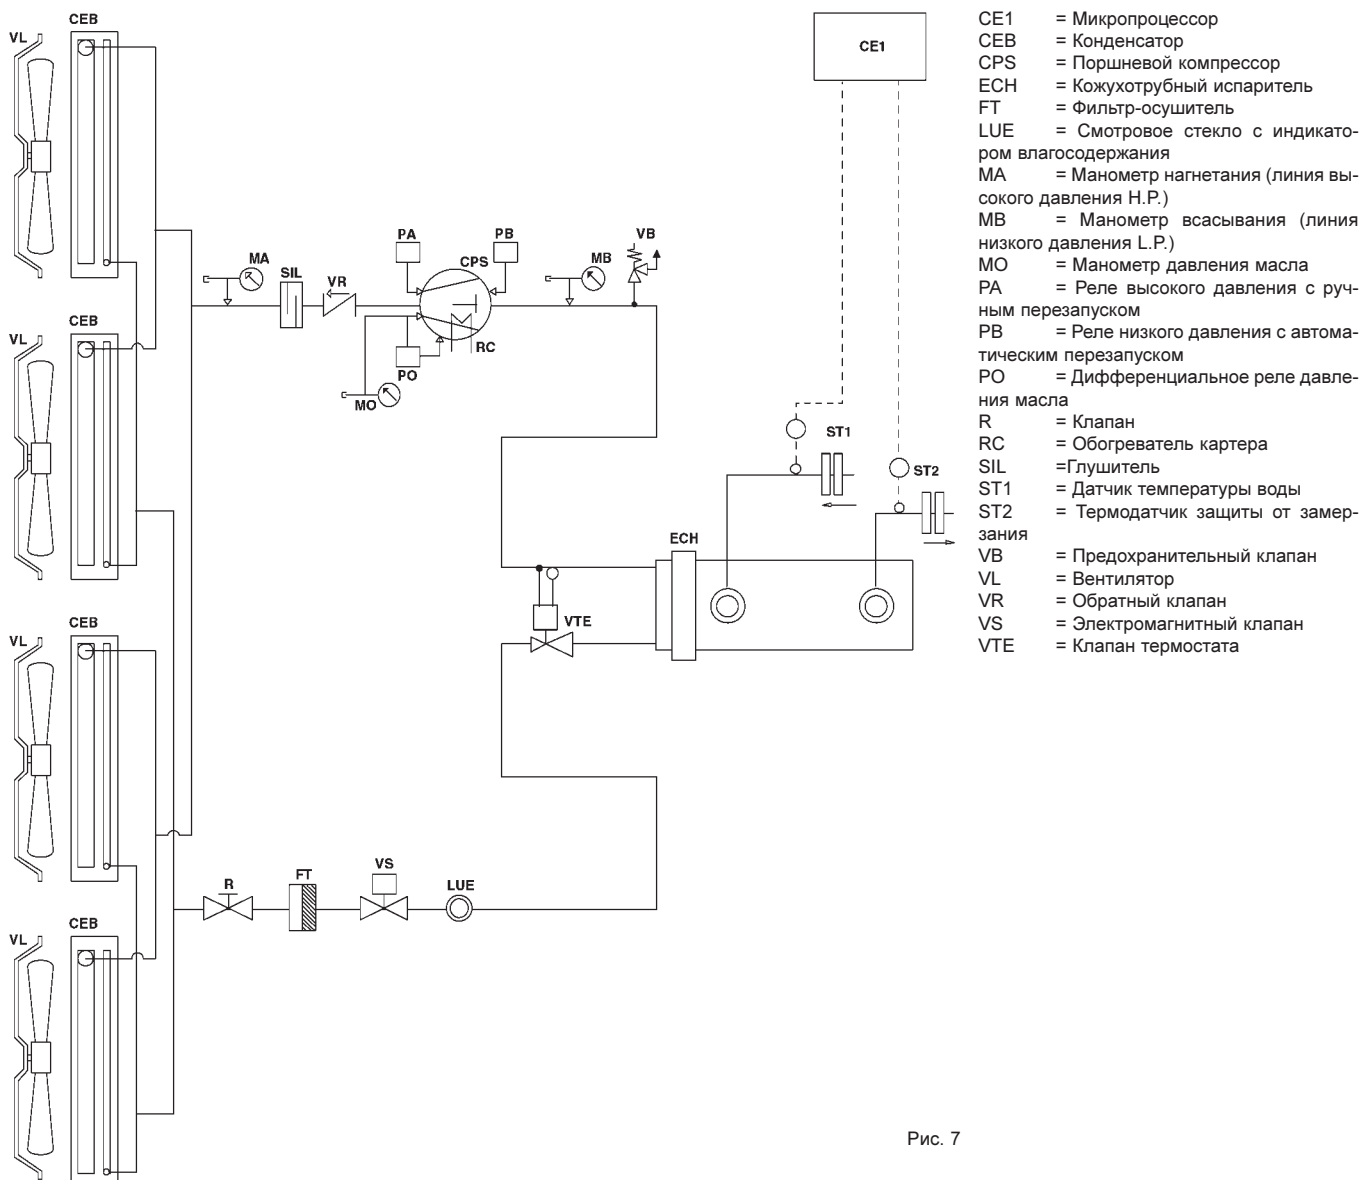 CEB
VL
CE1
CEB
VL
MA
SIL
VR
PA
PB
CPS
MB
VB
RC
PO
MO
ST1
ST2
ECH
VTE
CEB
VL
R
FT
VS
LUE
CEB
VL
CE1 = Микропроцессор
CEB = Конденсатор
CPS = Поршневой компрессор
ECH = Кожухотрубный испаритель
FT = Фильтр-осушитель
LUE = Смотровое стекло с индикато-
ром влагосодержания
MA = Манометр нагнетания (линия вы-
сокого давления H.P.)
MB = Манометр всасывания (линия
низкого давления L.P.)
MO = Манометр давления масла
PA = Реле высокого давления с руч-
ным перезапуском
PB = Реле низкого давления с автома-
тическим перезапуском
PO = Дифференциальное реле давле-
ния масла
R = Клапан
RC = Обогреватель картера
SIL =Глушитель
ST1 = Датчик температуры воды
ST2 = Термодатчик защиты от замер-
зания
VB = Предохранительный клапан
VL = Вентилятор
VR = Обратный клапан
VS = Электромагнитный клапан
VTE = Клапан термостата
Рис. 7